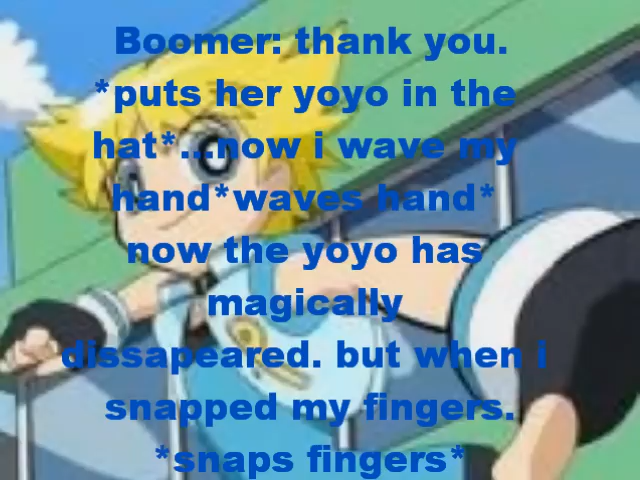 Boomer: thank you.
*puts her yoyo in the
hat*...now i wave my
hand*waves hand*
now the yoyo has
magically
dissapeared. but when i
snapped my fingers.
*snaps fingers*